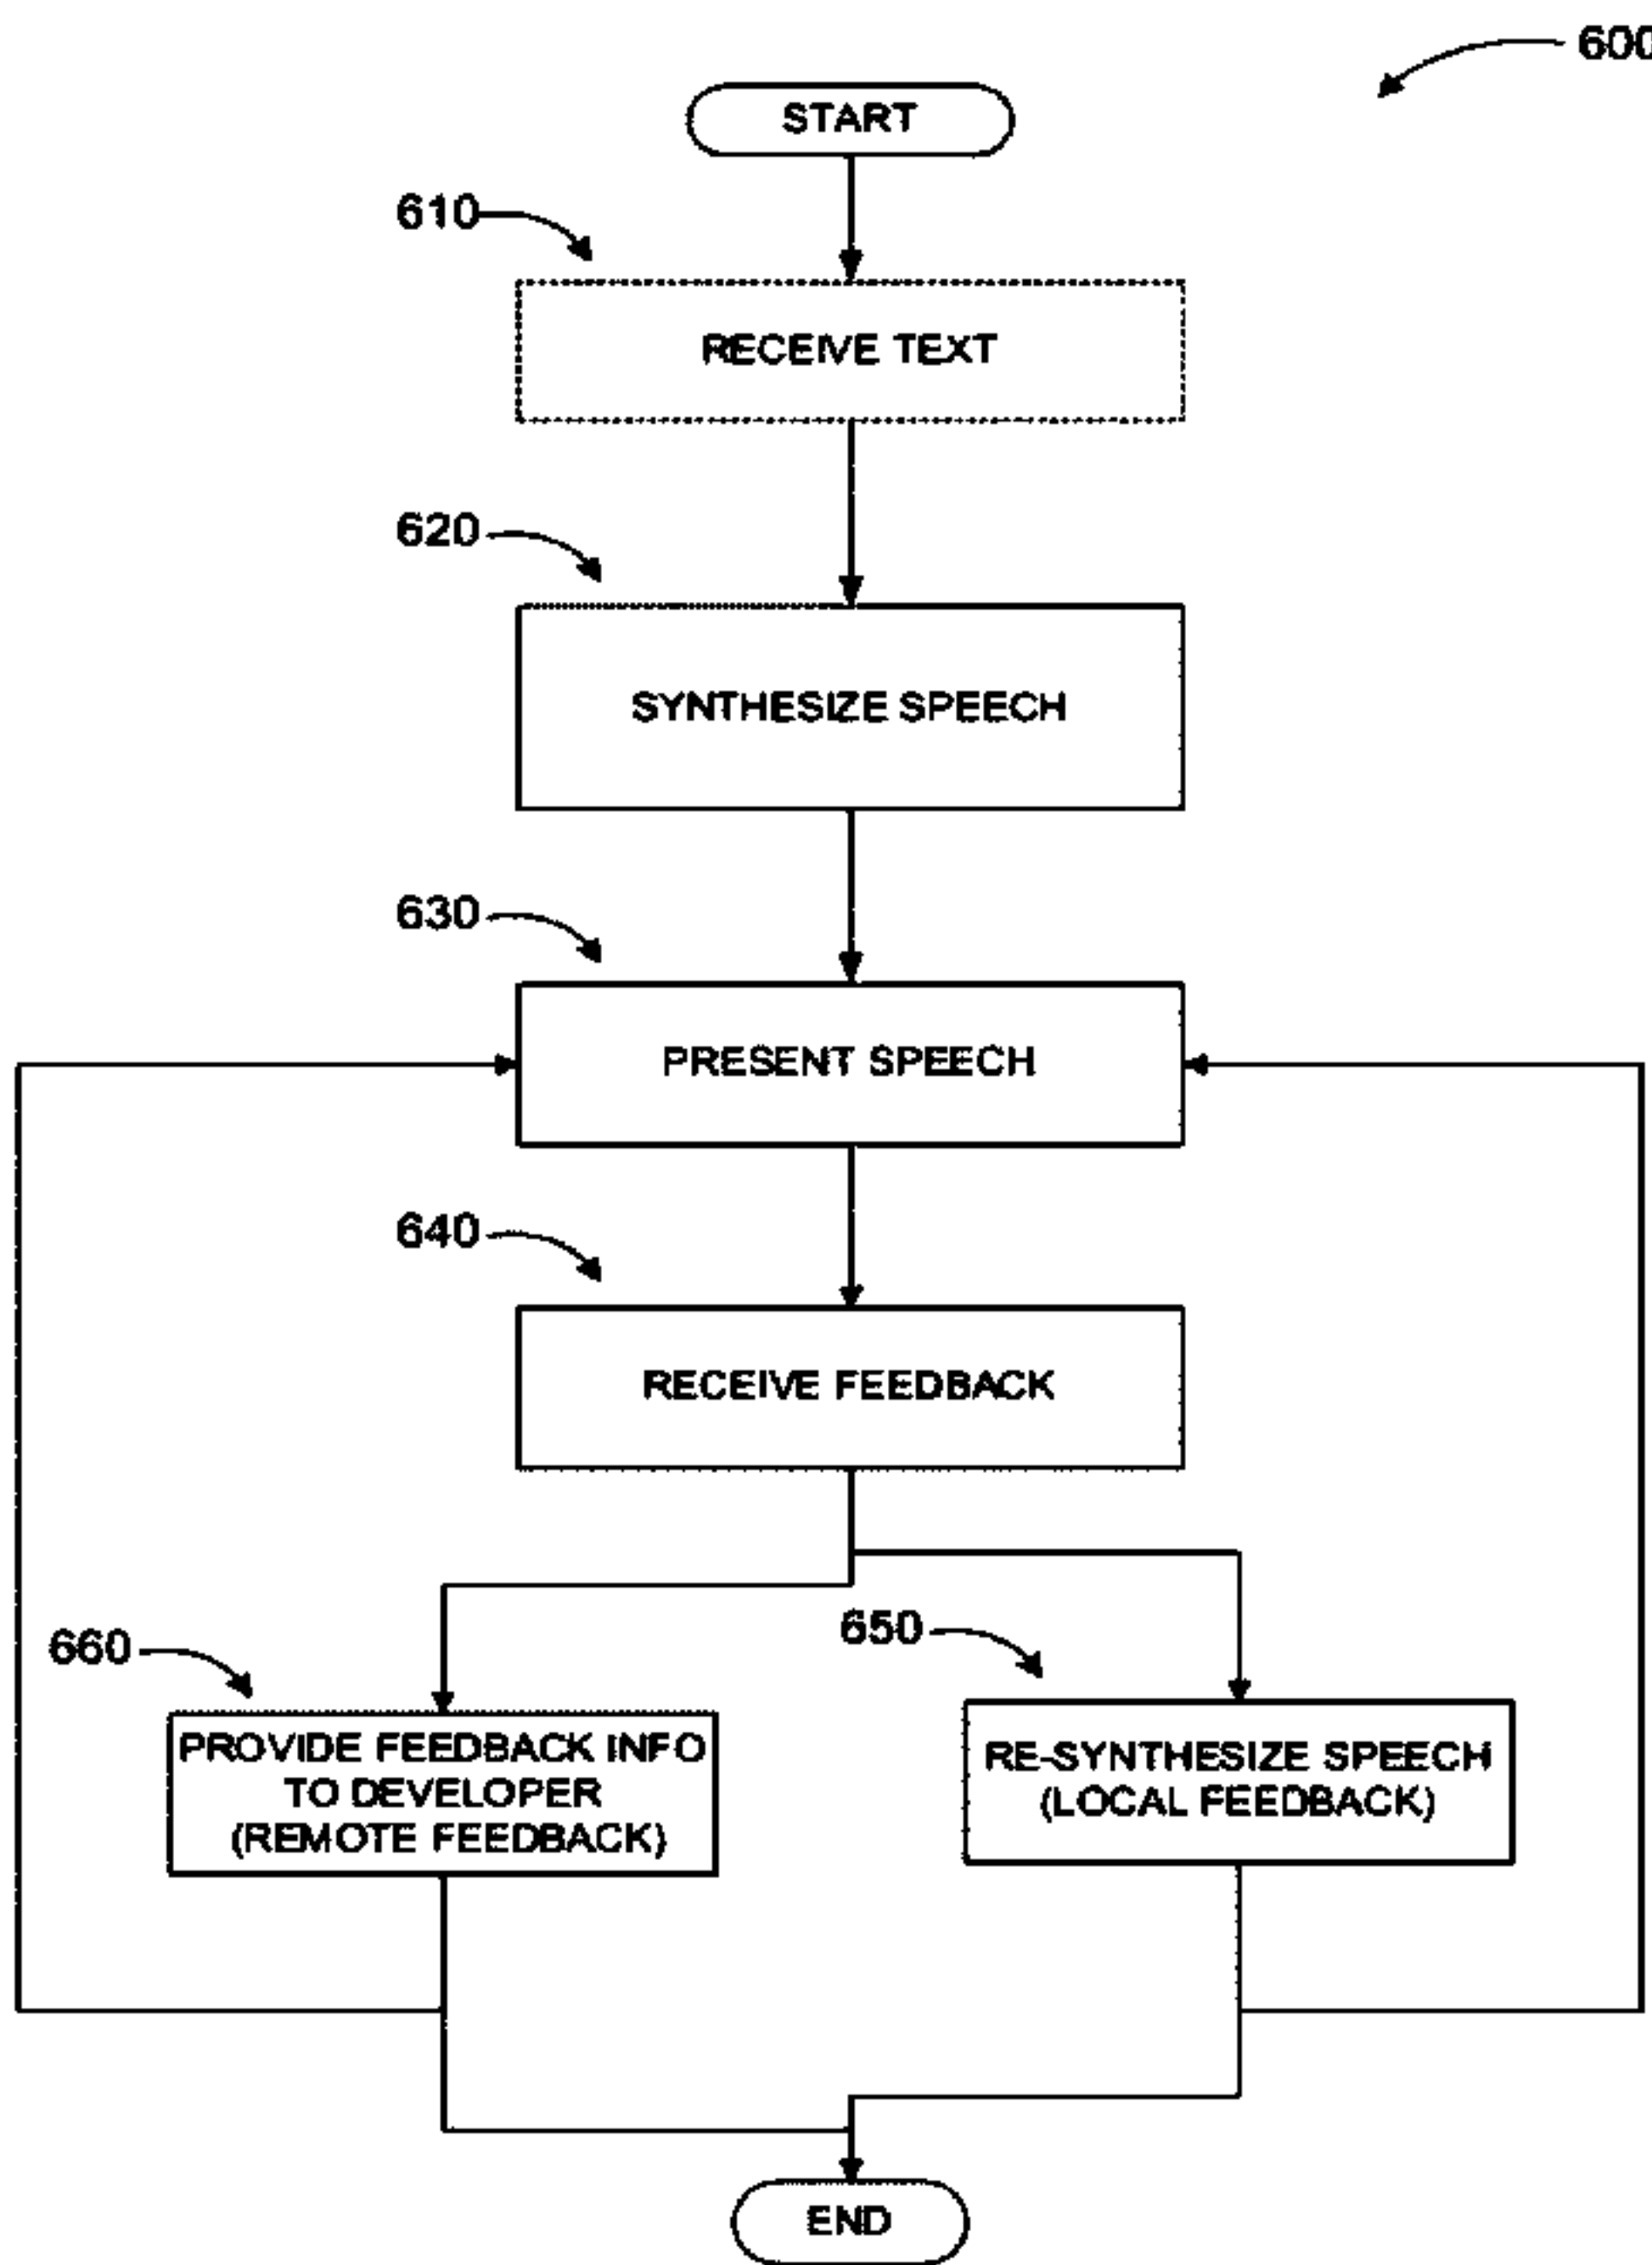 600
START
610
RECEIVE TEXT
620
SYNTHESIZE SPEECH
630
PRESENT SPEECH
640
RECEIVE FEEDBACK
660
650
PROVIDE FEEDBACK INFO
TO DEVELOPER
(REMOTE FEEDBACK)
RE-SYNTHESIZE SPEECH
(LOCAL FEEDBACK)
END